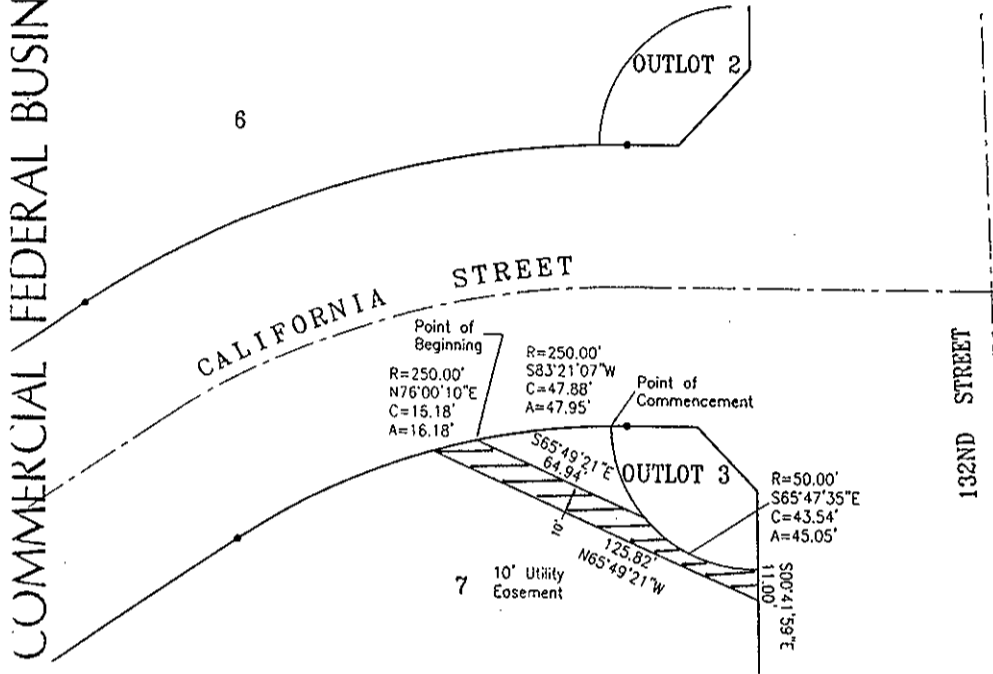 COMMERCIAL FEDERAL BUSIN
OUTLOT 2
6
CALIFORNIA STREET
132ND STREET
Point of
Beginning
R=250.00'
N76°00'10"E
C=15.18'
A=16.18'
R=250.00'
S83°21'07"W
C=47.88'
A=47.95'
Point of
Commencement
S65°49'21"E
64.94'
OUTLOT 3
R=50.00'
S65°47'35"E
C=43.54'
A=45.05'
10'
125.82'
N65°49'21"W
S00°41'59"E
11.00'
7
10' Utility
Easement